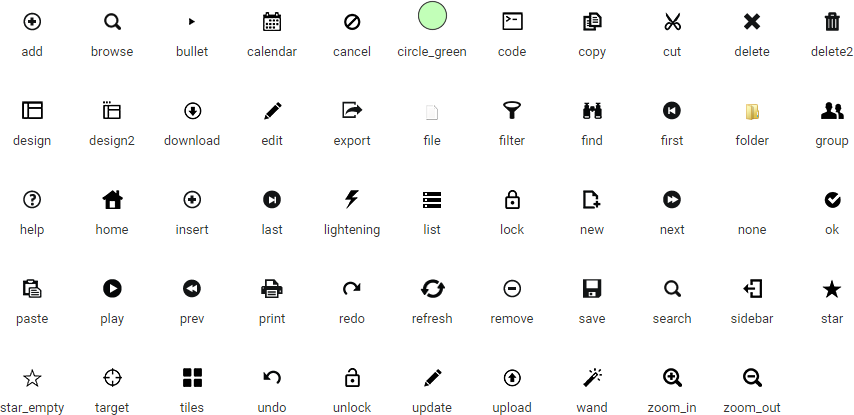 add browse bullet calendar cancel circle_green code copy cut delete delete2
design design2 download edit export file filter find first folder group
help home insert last lightening list lock new next none ok
paste play prev print redo refresh remove save search sidebar star
star_empty target tiles undo unlock update upload wand zoom_in zoom_out